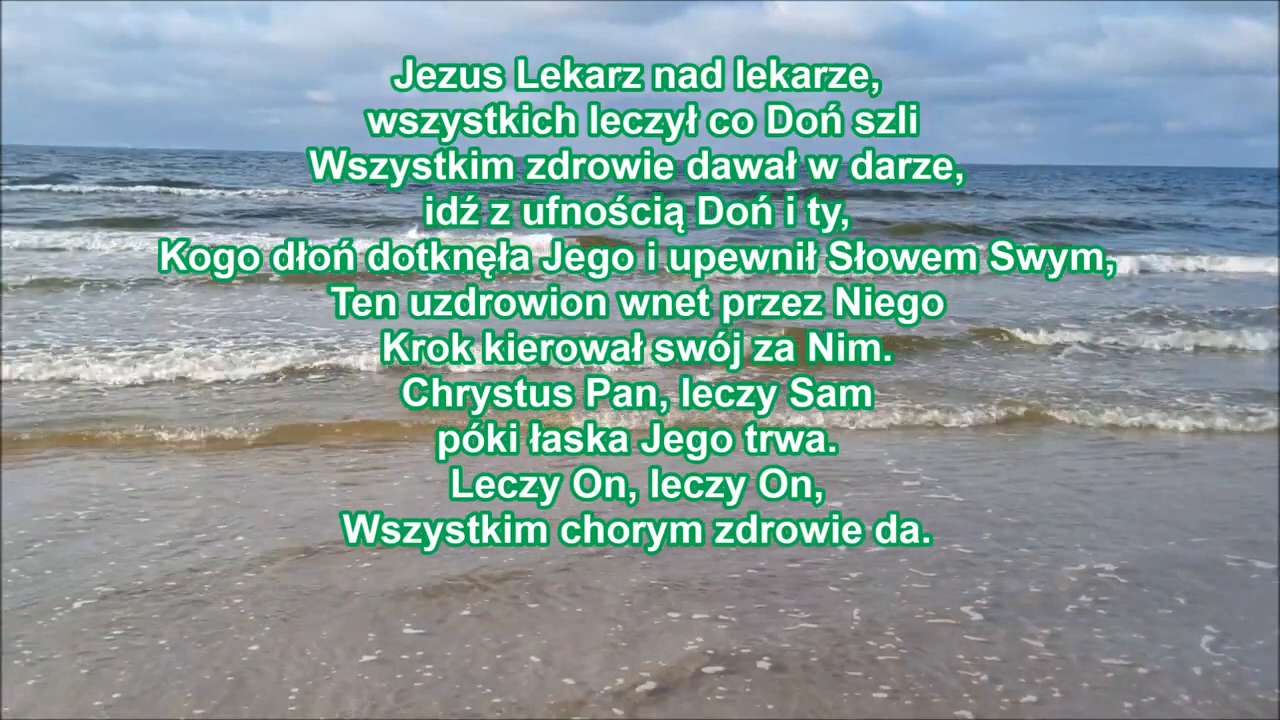 Jezus Lekarz nad lekarze,
wszystkich leczył co Doń szli
Wszystkim zdrowie dawał w darze,
idź z ufnością Doń i ty,
Kogo dłoń dotknęła Jego i upewnił Słowem Swym,
Ten uzdrowion wnet przez Niego
Krok kierował swój za Nim.
Chrystus Pan, leczy Sam
póki łaska Jego trwa.
Leczy On, leczy On,
Wszystkim chorym zdrowie da.